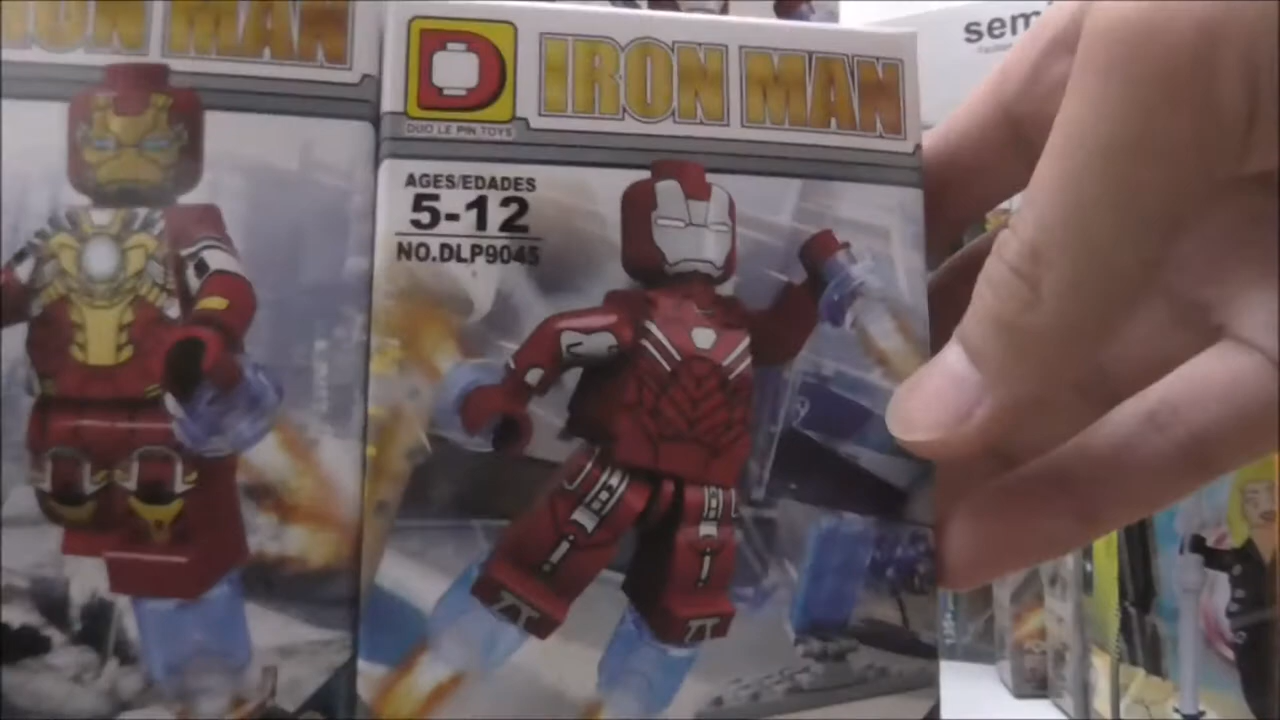 IRON MAN
D
IRON MAN
DUO LE PIN TOYS
AGES/EDADES
5-12
NO.DLP9045
sem